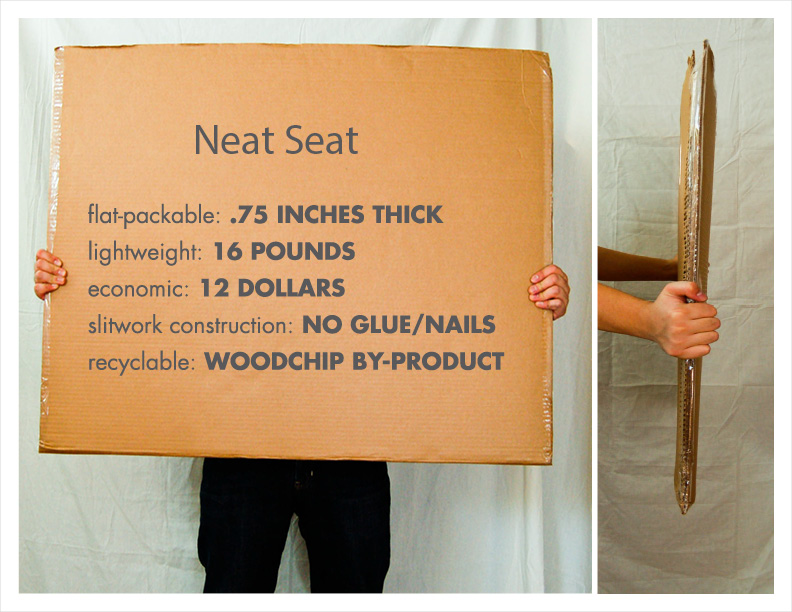 Neat Seat
flat-packable: .75 INCHES THICK
lightweight: 16 POUNDS
economic: 12 DOLLARS
slitwork construction: NO GLUE/NAILS
recyclable: WOODCHIP BY-PRODUCT